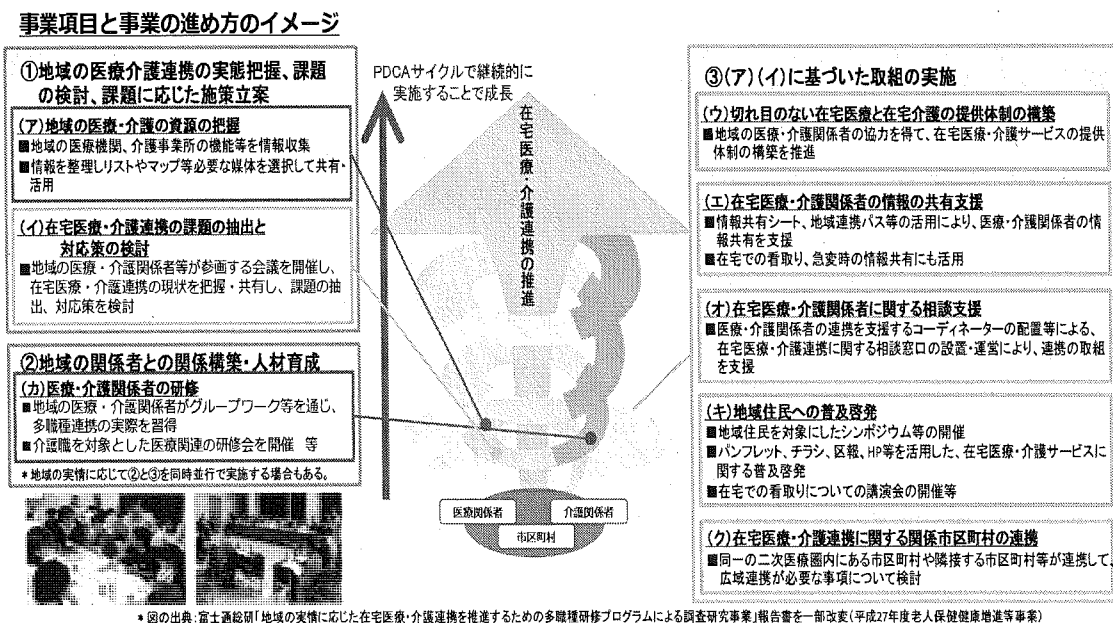 事業項目と事業の進め方のイメージ
①地域の医療介護連携の実態把握、課題
の検討、課題に応じた施策立案
(ア)地域の医療・介護の資源の把握
■地域の医療機関、介護事業所の機能等を情報収集
■情報を整理しリストやマップ等必要な媒体を選択して共有・
活用
(イ)在宅医療・介護連携の課題の抽出と
対応策の検討
■地域の医療・介護関係者等が参画する会議を開催し、
在宅医療・介護連携の現状を把握・共有し、課題の抽
出、対応策を検討
②地域の関係者との関係構築・人材育成
(カ)医療・介護関係者の研修
■地域の医療・介護関係者がグループワーク等を通じ、
多職種連携の実際を習得
■介護職を対象とした医療関連の研修会を開催 等
*地域の実情に応じて②と③を同時並行で実施する場合もある。
PDCAサイクルで継続的に
実施することで成長
在宅医療・介護連携の推進
医療関係者
介護関係者
市区町村
③(ア)(イ)に基づいた取組の実施
(ウ)切れ目のない在宅医療と在宅介護の提供体制の構築
■地域の医療・介護関係者の協力を得て、在宅医療・介護サービスの提供
体制の構築を推進
(エ)在宅医療・介護関係者の情報の共有支援
■情報共有シート、地域連携パス等の活用により、医療・介護関係者の情
報共有を支援
■在宅での看取り、急変時の情報共有にも活用
(オ)在宅医療・介護関係者に関する相談支援
■医療・介護関係者の連携を支援するコーディネーターの配置等による、
在宅医療・介護連携に関する相談窓口の設置・運営により、連携の取組
を支援
(キ)地域住民への普及啓発
■地域住民を対象にしたシンポジウム等の開催
■パンフレット、チラシ、区報、HP等を活用した、在宅医療・介護サービスに
関する普及啓発
■在宅での看取りについての講演会の開催等
(ク)在宅医療・介護連携に関する関係市区町村の連携
■同一の二次医療圏内にある市区町村や隣接する市区町村等が連携して、
広域連携が必要な事項について検討
*図の出典:富士通総研「地域の実情に応じた在宅医療・介護連携を推進するための多職種研修プログラムによる調査研究事業」報告書を一部改変(平成27年度老人保健健康増進等事業)